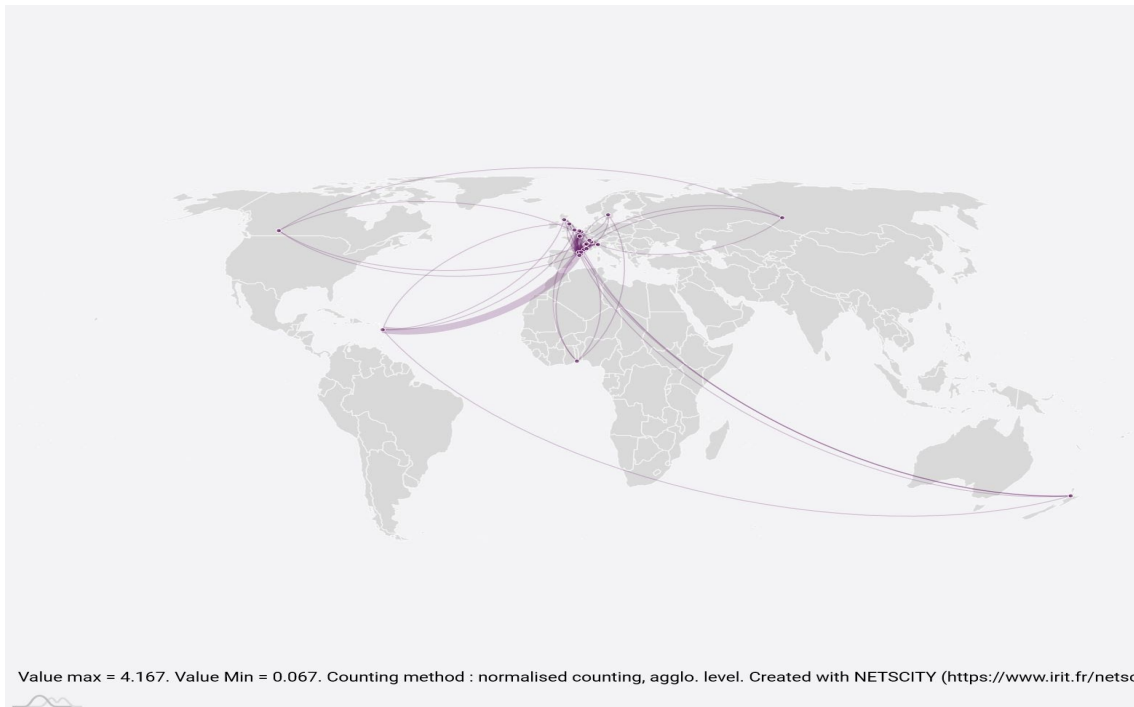 Value max = 4.167. Value Min = 0.067. Counting method : normalised counting, agglo. level. Created with NETSCITY (https://www.irit.fr/netsc